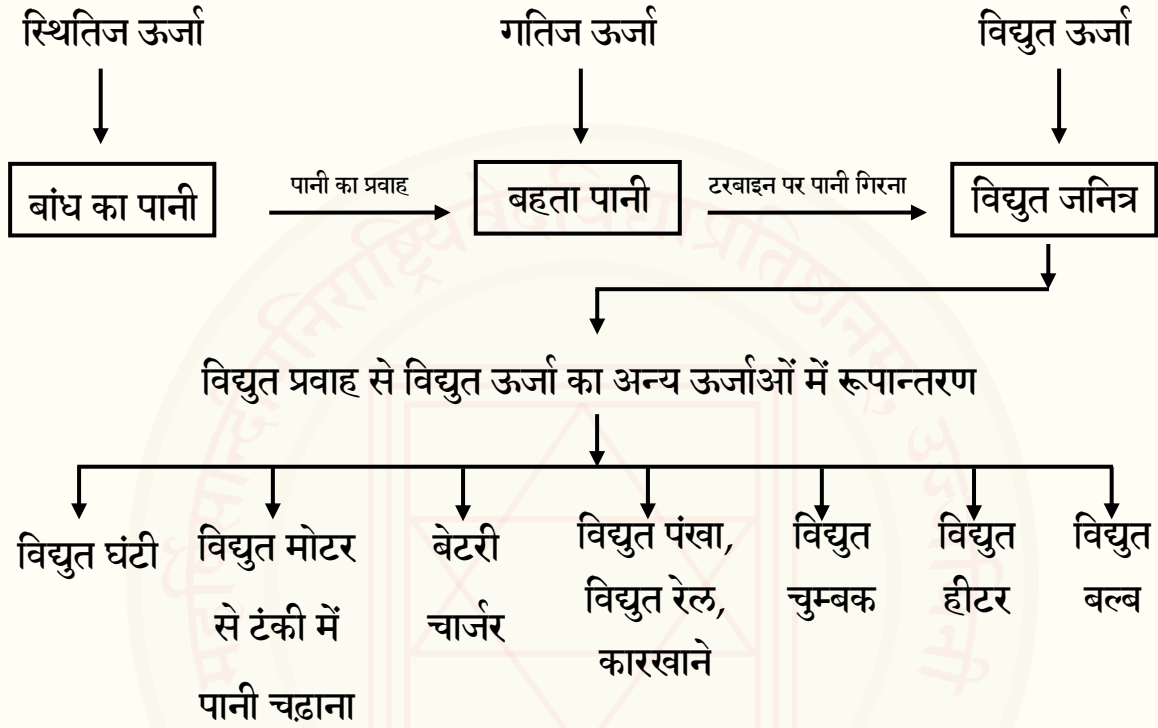 स्थितिज ऊर्जा
गतिज ऊर्जा
विद्युत ऊर्जा
बांध का पानी
पानी का प्रवाह
बहता पानी
टरबाइन पर पानी गिरना
विद्युत जनित्र
विद्युत प्रवाह से विद्युत ऊर्जा का अन्य ऊर्जाओं में रूपान्तरण
विद्युत घंटी
विद्युत मोटर
से टंकी में
पानी चढ़ाना
बेटरी
चार्जर
विद्युत पंखा,
विद्युत रेल,
कारखाने
विद्युत
चुम्बक
विद्युत
हीटर
विद्युत
बल्ब